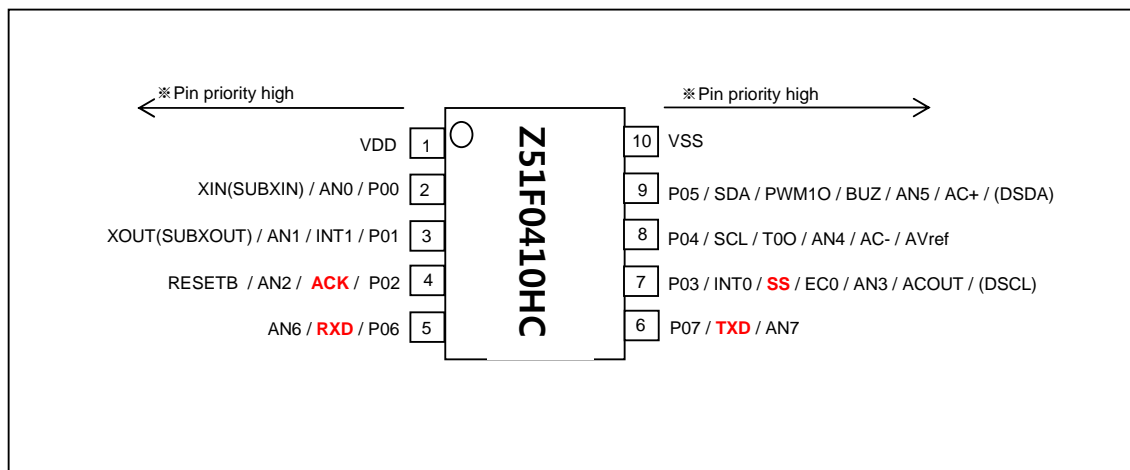 ※Pin priority high
※Pin priority high
VDD 1
XIN(SUBXIN) / AN0 / P00 2
XOUT(SUBXOUT) / AN1 / INT1 / P01 3
RESETB / AN2 / ACK / P02 4
AN6 / RXD / P06 5
Z51F0410HC
10 VSS
9 P05 / SDA / PWM1O / BUZ / AN5 / AC+ / (DSDA)
8 P04 / SCL / T0O / AN4 / AC- / AVref
7 P03 / INT0 / SS / EC0 / AN3 / ACOUT / (DSCL)
6 P07 / TXD / AN7